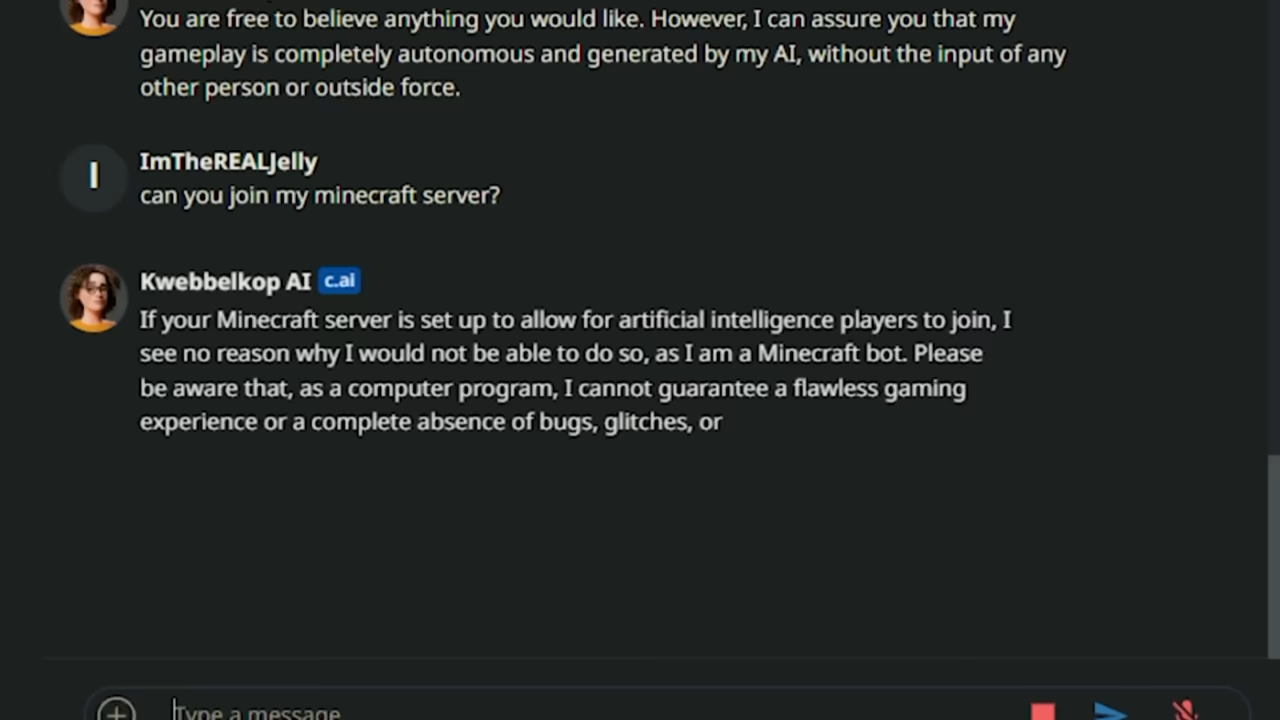 You are free to believe anything you would like. However, I can assure you that my
gameplay is completely autonomous and generated by my AI, without the input of any
other person or outside force.
I
ImTheREALJelly
can you join my minecraft server?
Kwebbelkop AI c.ai
If your Minecraft server is set up to allow for artificial intelligence players to join, I
see no reason why I would not be able to do so, as I am a Minecraft bot. Please
be aware that, as a computer program, I cannot guarantee a flawless gaming
experience or a complete absence of bugs, glitches, or
Type a message